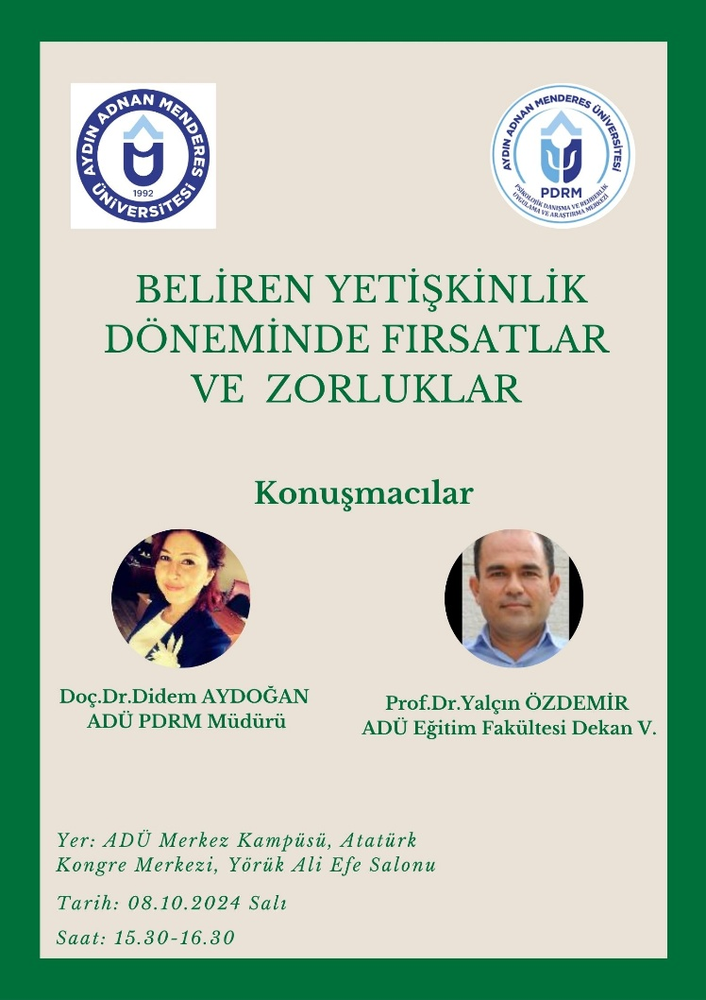 AYDIN ADNAN MENDERES ÜNİVERSİTESİ
1992
AYDIN ADNAN MENDERES ÜNİVERSİTESİ
PDRM
PSİKOLOJİK DANIŞMA VE REHBERLİK
UYGULAMA VE ARAŞTIRMA MERKEZİ
BELİREN YETİŞKİNLİK
DÖNEMİNDE FIRSATLAR
VE ZORLUKLAR
Konuşmacılar
Doç.Dr.Didem AYDOĞAN
ADÜ PDRM Müdürü
Prof.Dr.Yalçın ÖZDEMİR
ADÜ Eğitim Fakültesi Dekan V.
Yer: ADÜ Merkez Kampüsü, Atatürk
Kongre Merkezi, Yörük Ali Efe Salonu
Tarih: 08.10.2024 Salı
Saat: 15.30-16.30